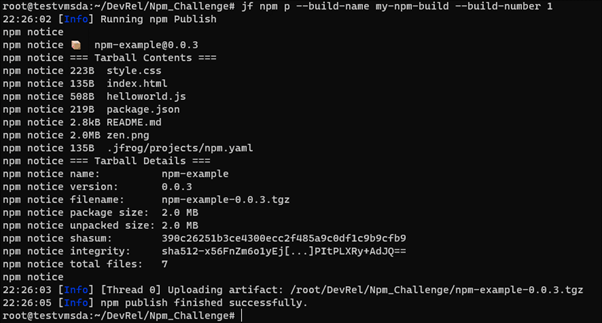 root@testvmsda:~/DevRel/Npm_Challenge# jf npm p --build-name my-npm-build --build-number 1
22:26:02 [Info] Running npm Publish
npm notice
npm notice 📦  npm-example@0.0.3
npm notice === Tarball Contents ===
npm notice 223B  style.css
npm notice 135B  index.html
npm notice 508B  helloworld.js
npm notice 219B  package.json
npm notice 2.8kB README.md
npm notice 2.0MB zen.png
npm notice 135B  .jfrog/projects/npm.yaml
npm notice === Tarball Details ===
npm notice name:          npm-example
npm notice version:       0.0.3
npm notice filename:      npm-example-0.0.3.tgz
npm notice package size:  2.0 MB
npm notice unpacked size: 2.0 MB
npm notice shasum:        390c26251b3ce4300ecc2f485a9c0df1c9b9cfb9
npm notice integrity:     sha512-x56FnZm6o1yEj[...]PItPLXRy+AdJQ==
npm notice total files:   7
npm notice
22:26:03 [Info] [Thread 0] Uploading artifact: /root/DevRel/Npm_Challenge/npm-example-0.0.3.tgz
22:26:05 [Info] npm publish finished successfully.
root@testvmsda:~/DevRel/Npm_Challenge#